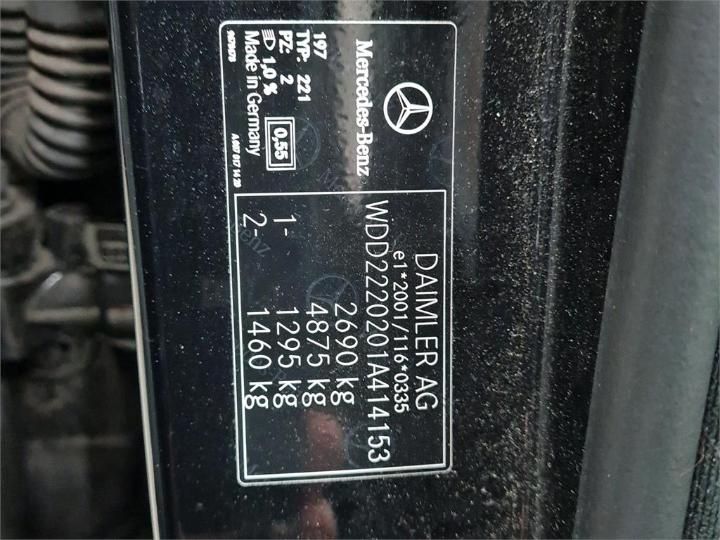 Mercedes-Benz
197
TYP: 221
PZ: 2
1,0 %
Made in Germany
0,55
DAIMLER AG
e1*2001/116*0335
WDD2220201A414153
2690 kg
4875 kg
1- 1295 kg
2- 1460 kg